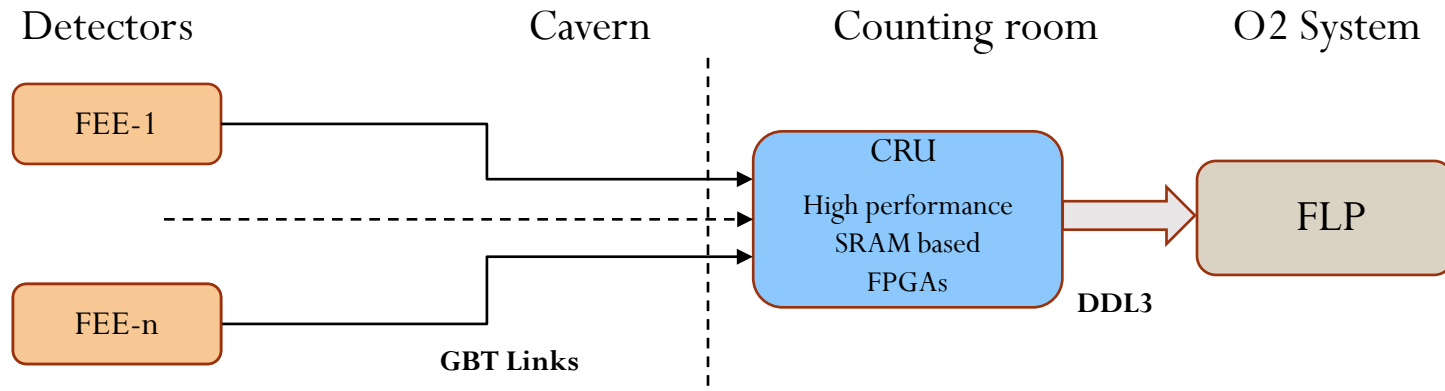 Detectors
Cavern
Counting room
O2 System
FEE-1
CRU
High performance
SRAM based
FPGAs
FLP
DDL3
FEE-n
GBT Links